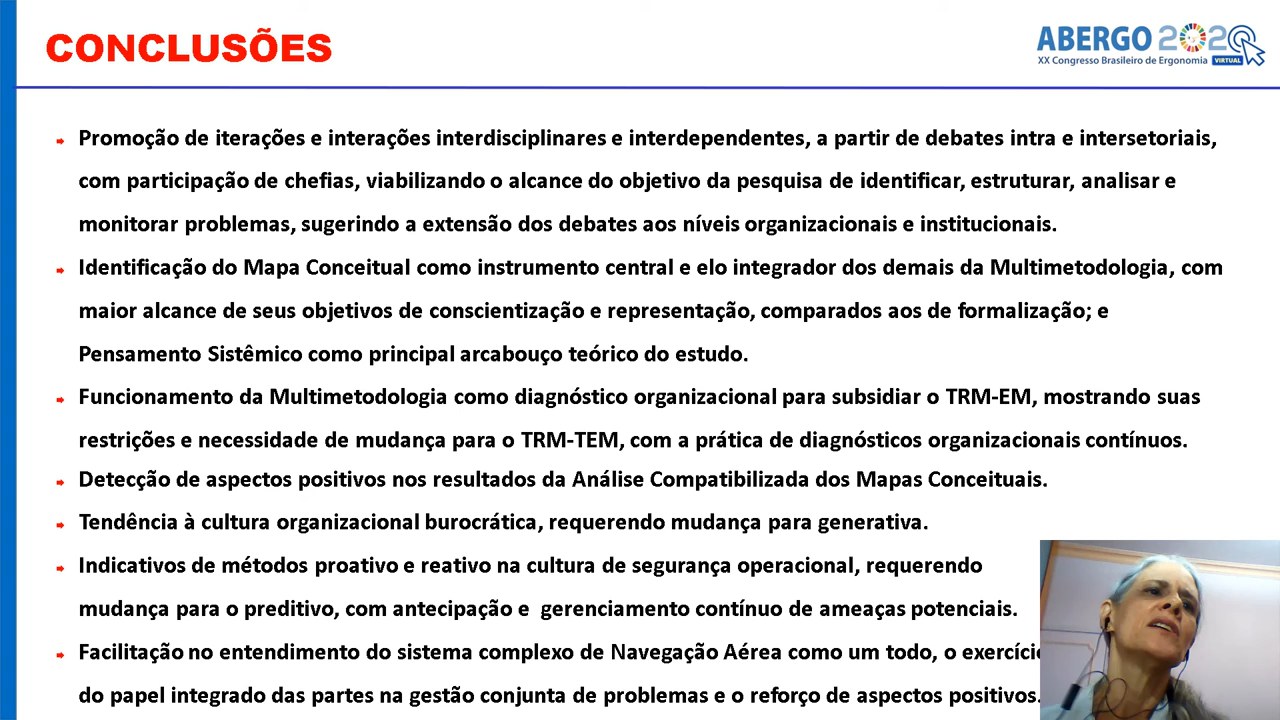 CONCLUSÕES
ABERGO 2020
XX Congresso Brasileiro de Ergonomia VIRTUAL
Promoção de iterações e interações interdisciplinares e interdependentes, a partir de debates intra e intersetoriais,
com participação de chefias, viabilizando o alcance do objetivo da pesquisa de identificar, estruturar, analisar e
monitorar problemas, sugerindo a extensão dos debates aos níveis organizacionais e institucionais.
Identificação do Mapa Conceitual como instrumento central e elo integrador dos demais da Multimetodologia, com
maior alcance de seus objetivos de conscientização e representação, comparados aos de formalização; e
Pensamento Sistêmico como principal arcabouço teórico do estudo.
Funcionamento da Multimetodologia como diagnóstico organizacional para subsidiar o TRM-EM, mostrando suas
restrições e necessidade de mudança para o TRM-TEM, com a prática de diagnósticos organizacionais contínuos.
Detecção de aspectos positivos nos resultados da Análise Compatibilizada dos Mapas Conceituais.
Tendência à cultura organizacional burocrática, requerendo mudança para generativa.
Indicativos de métodos proativo e reativo na cultura de segurança operacional, requerendo
mudança para o preditivo, com antecipação e gerenciamento contínuo de ameaças potenciais.
Facilitação no entendimento do sistema complexo de Navegação Aérea como um todo, o exercício
do papel integrado das partes na gestão conjunta de problemas e o reforço de aspectos positivos.